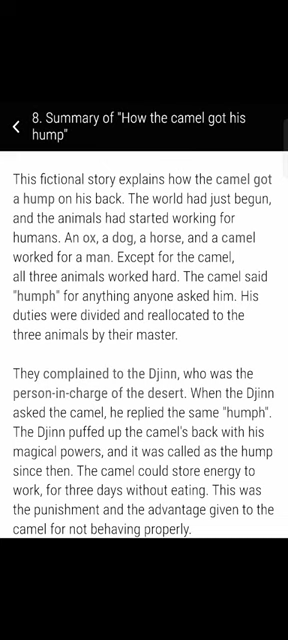 8. Summary of "How the camel got his
hump"
This fictional story explains how the camel got
a hump on his back. The world had just begun,
and the animals had started working for
humans. An ox, a dog, a horse, and a camel
worked for a man. Except for the camel,
all three animals worked hard. The camel said
"humph" for anything anyone asked him. His
duties were divided and reallocated to the
three animals by their master.
They complained to the Djinn, who was the
person-in-charge of the desert. When the Djinn
asked the camel, he replied the same "humph".
The Djinn puffed up the camel's back with his
magical powers, and it was called as the hump
since then. The camel could store energy to
work, for three days without eating. This was
the punishment and the advantage given to the
camel for not behaving properly.